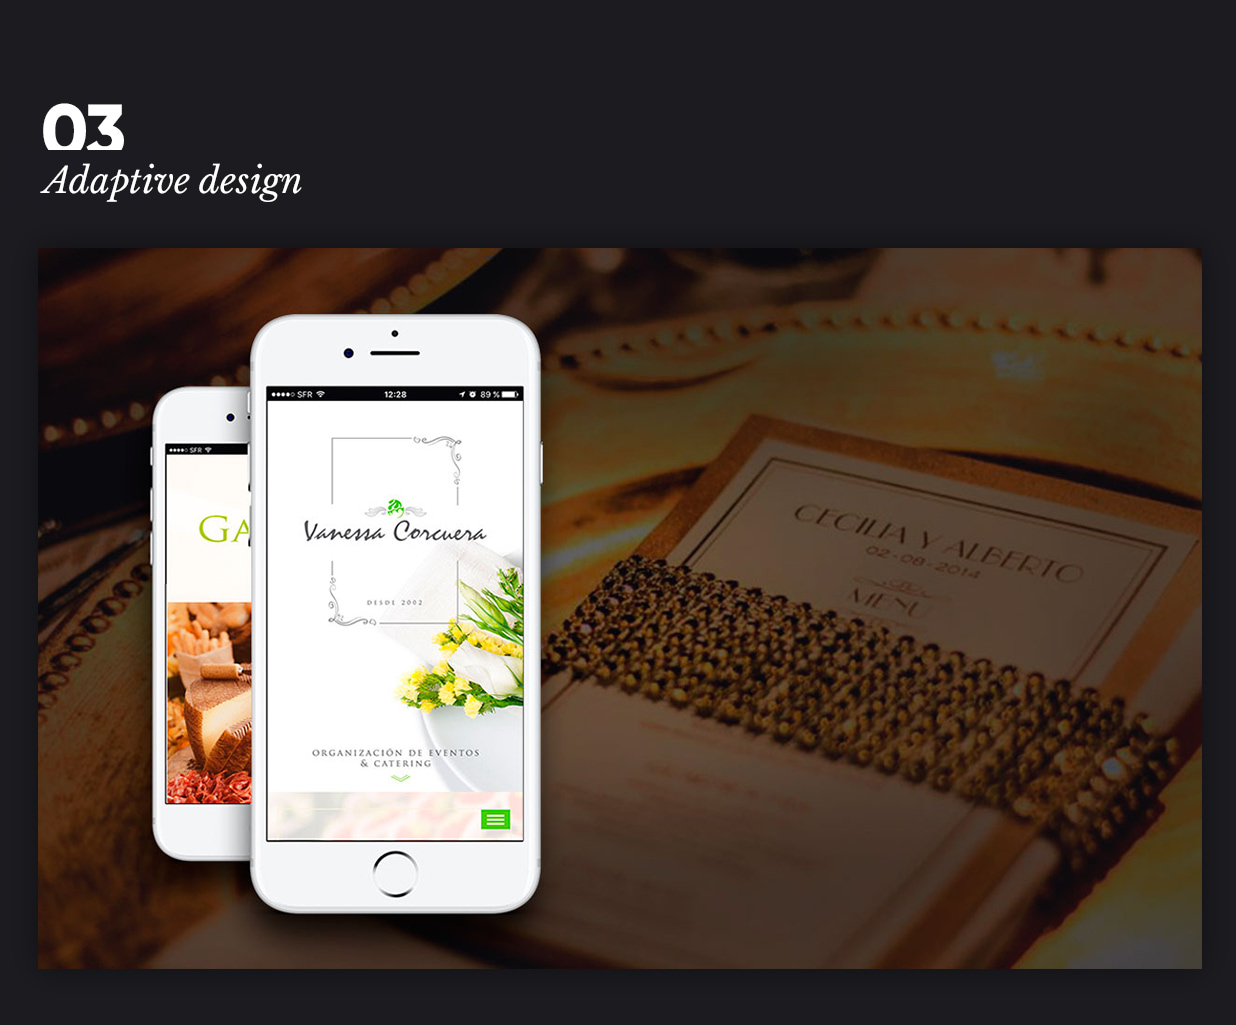 03
Adaptive design
SFR
GA
SFR 12:28 89 %
Vanessa Corcuera
DESDE 2002
ORGANIZACIÓN DE EVENTOS
& CATERING
CECILIA Y ALBERTO
02-08-2014
MENU